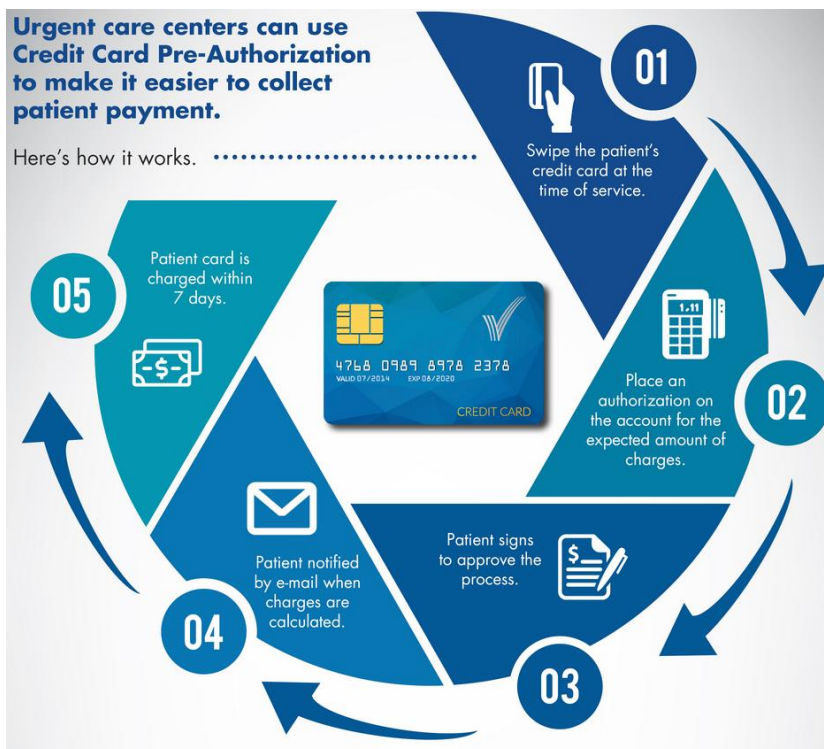 Urgent care centers can use
Credit Card Pre-Authorization
to make it easier to collect
patient payment.
Here's how it works.
01
Swipe the patient's
credit card at the
time of service.
02
1.11
Place an
authorization on
the account for the
expected amount of
charges.
03
Patient signs
to approve the
process.
$
04
Patient notified
by e-mail when
charges are
calculated.
05
Patient card is
charged within
7 days.
-$-
4768 0989 8978 2378
VALID 07/2014 EXP 08/2020
CREDIT CARD